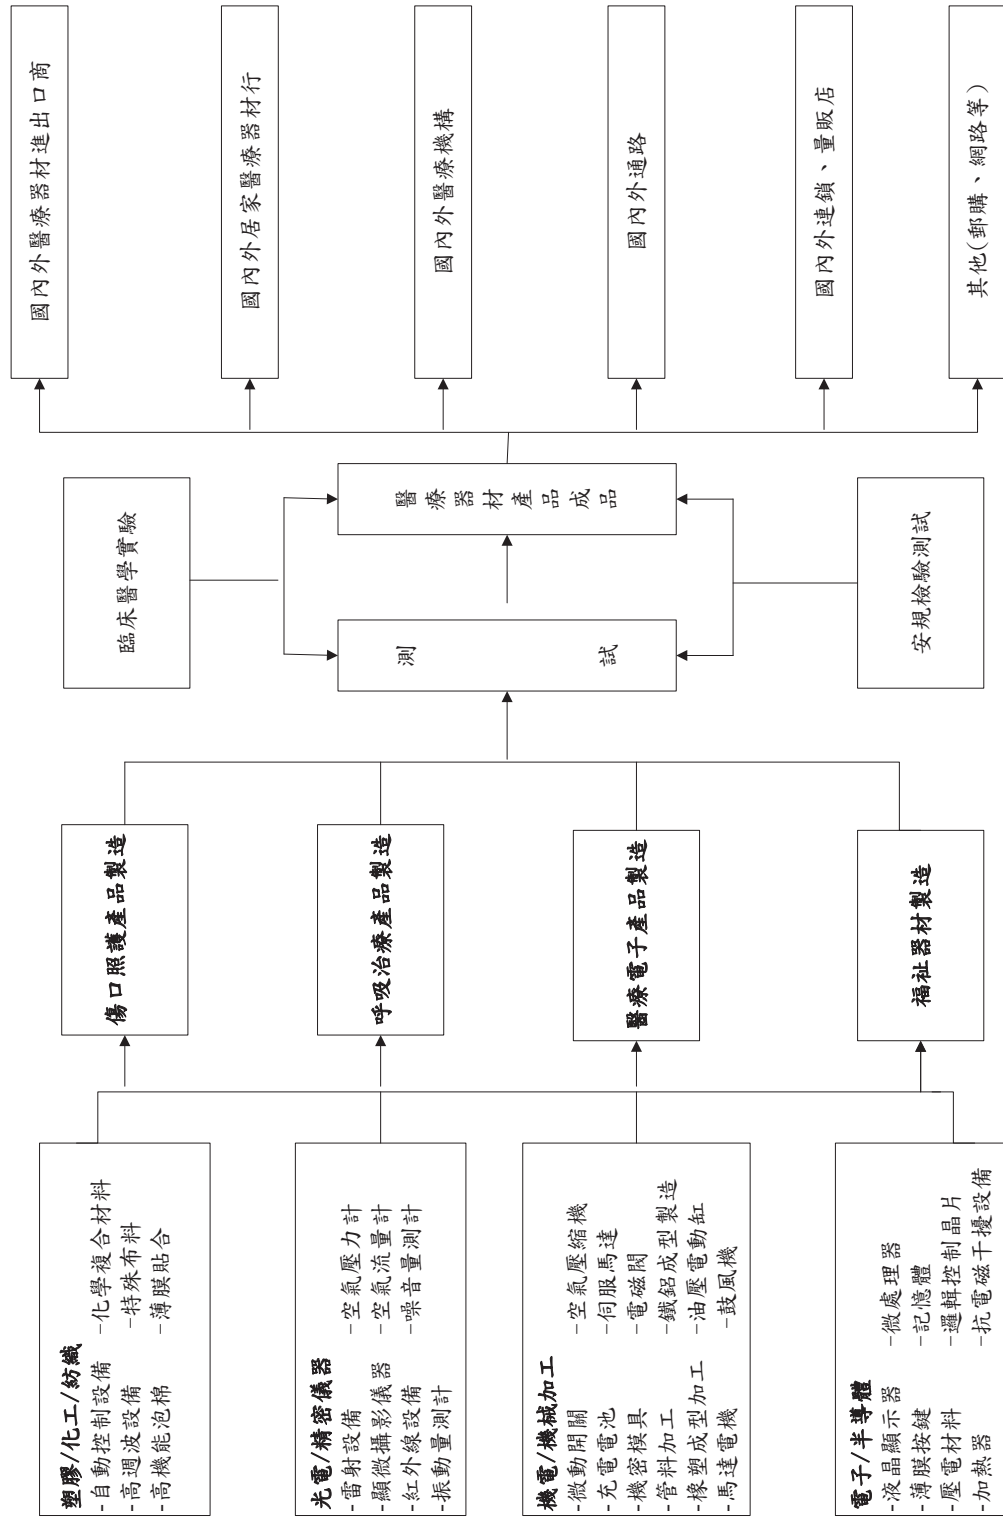 塑膠/化工/紡織
-自動控制設備 -化學複合材料
-高週波設備 -特殊布料
-高機能泡棉 -薄膜貼合
光電/精密儀器
-雷射設備 -空氣壓力計
-顯微攝影儀器 -空氣流量計
-紅外線設備 -噪音量測計
-振動量測計
機電/機械加工
-微動開關 -空氣壓縮機
-充電電池 -伺服馬達
-機密模具 -電磁閥
-管料加工 -鐵鋁成型製造
-橡塑成型加工 -油壓電動缸
-馬達電機 -鼓風機
電子/半導體
-液晶顯示器 -微處理器
-薄膜按鍵 -記憶體
-壓電材料 -邏輯控制晶片
-加熱器 -抗電磁干擾設備
傷口照護產品製造
呼吸治療產品製造
醫療電子產品製造
福祉器材製造
臨床醫學實驗
測試
醫療器材產品成品
安規檢驗測試
國內外醫療器材進出口商
國內外居家醫療器材行
國內外醫療機構
國內外通路
國內外連鎖、量販店
其他(郵購、網路等)